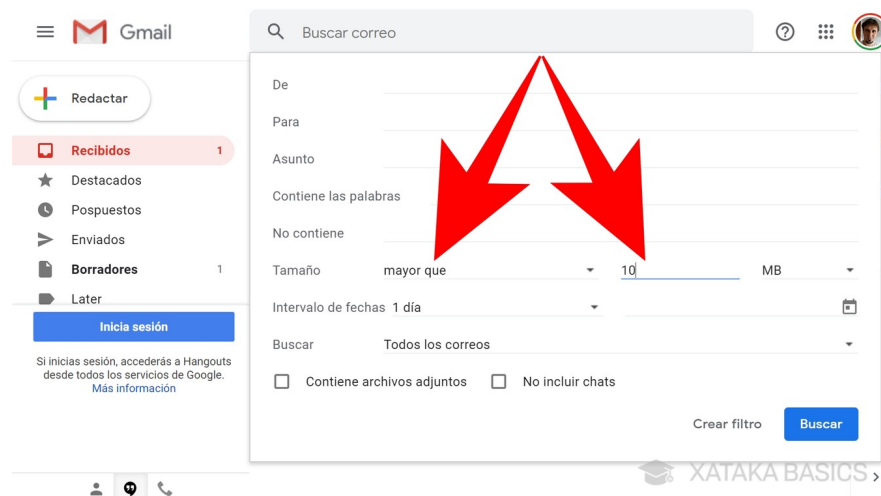 Gmail
Buscar correo
Redactar
Recibidos 1
Destacados
Pospuestos
Enviados
Borradores 1
Later
Inicia sesión
Si inicias sesión, accederás a Hangouts
desde todos los servicios de Google.
Más información
De
Para
Asunto
Contiene las palabras
No contiene
Tamaño mayor que 10 MB
Intervalo de fechas 1 día
Buscar Todos los correos
Contiene archivos adjuntos No incluir chats
Crear filtro Buscar
XATAKA BASICS